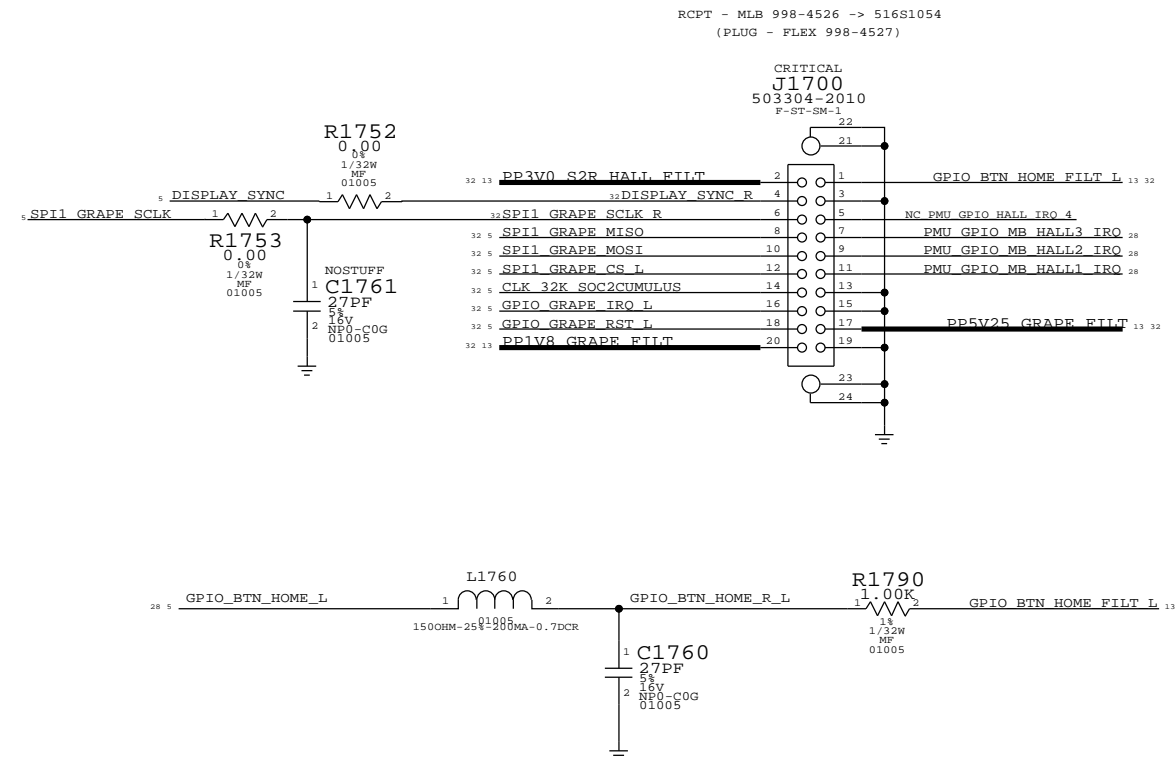 RCPT - MLB 998-4526 -> 516S1054
(PLUG - FLEX 998-4527)
CRITICAL
J1700
503304-2010
F-ST-SM-1
22
21
R1752
0.00
0%
1/32W
MF
01005
32 13 PP3V0_S2R_HALL_FILT 2 1 GPIO_BTN_HOME_FILT_L 13 32
5 DISPLAY_SYNC 1 2 32 DISPLAY_SYNC_R 4 3
5 SPI1_GRAPE_SCLK 1 2 32 SPI1_GRAPE_SCLK_R 6 5 NC_PMU_GPIO_HALL_IRQ_4
R1753
0.00
0%
1/32W
MF
01005
32 5 SPI1_GRAPE_MISO 8 7 PMU_GPIO_MB_HALL3_IRQ 28
32 5 SPI1_GRAPE_MOSI 10 9 PMU_GPIO_MB_HALL2_IRQ 28
32 5 SPI1_GRAPE_CS_L 12 11 PMU_GPIO_MB_HALL1_IRQ 28
32 5 CLK_32K_SOC2CUMULUS 14 13
32 5 GPIO_GRAPE_IRQ_L 16 15
32 5 GPIO_GRAPE_RST_L 18 17 PP5V25_GRAPE_FILT 13 32
32 13 PP1V8_GRAPE_FILT 20 19
NOSTUFF
1 C1761
27PF
5%
16V
2 NP0-C0G
01005
23
24
L1760
28 5 GPIO_BTN_HOME_L 1 2 GPIO_BTN_HOME_R_L
01005
150OHM-25%-200MA-0.7DCR
R1790
1.00K
1 2 GPIO_BTN_HOME_FILT_L 13
1%
1/32W
MF
01005
1 C1760
27PF
5%
16V
2 NP0-C0G
01005